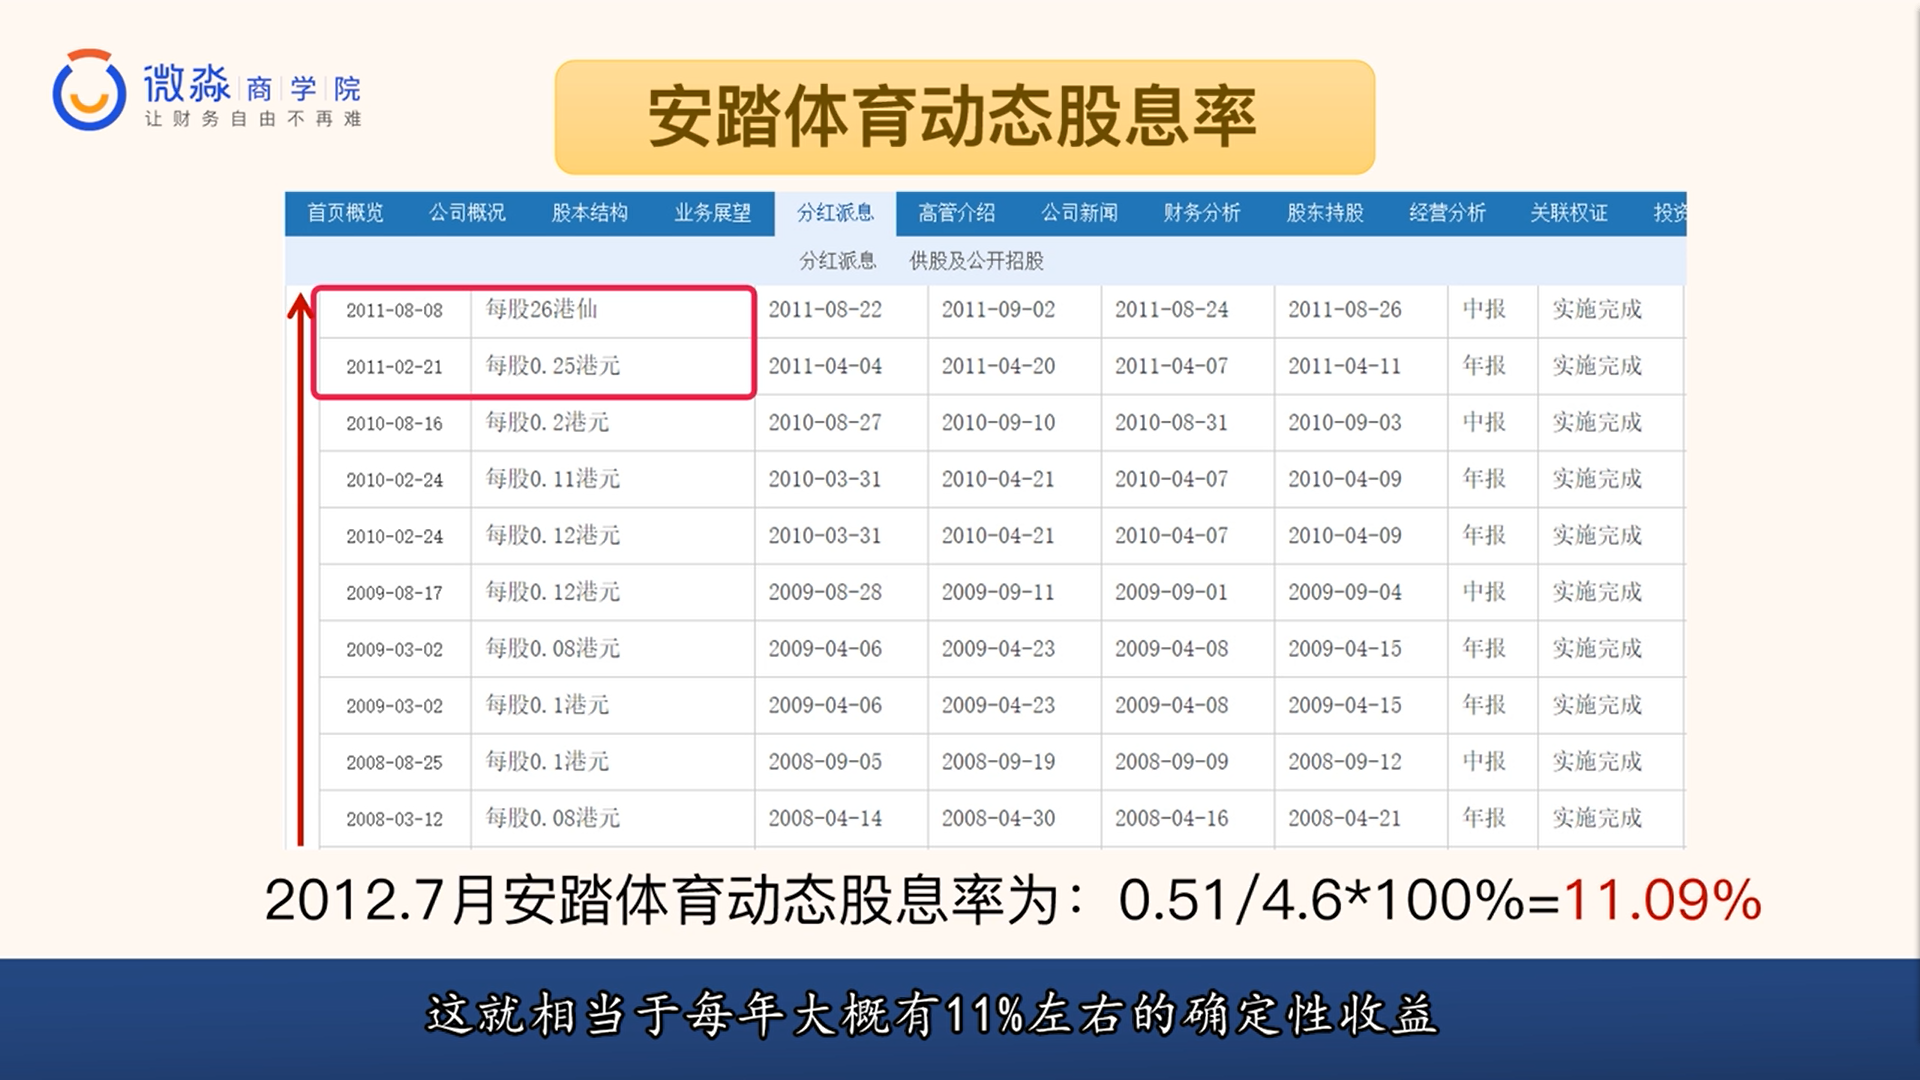 微淼 商 学 院
让财务自由不再难
安踏体育动态股息率
首页概览 公司概况 股本结构 业务展望 分红派息 高管介绍 公司新闻 财务分析 股东持股 经营分析 关联权证 投资
分红派息 供股及公开招股
2011-08-08 每股26港仙 2011-08-22 2011-09-02 2011-08-24 2011-08-26 中报 实施完成
2011-02-21 每股0.25港元 2011-04-04 2011-04-20 2011-04-07 2011-04-11 年报 实施完成
2010-08-16 每股0.2港元 2010-08-27 2010-09-10 2010-08-31 2010-09-03 中报 实施完成
2010-02-24 每股0.11港元 2010-03-31 2010-04-21 2010-04-07 2010-04-09 年报 实施完成
2010-02-24 每股0.12港元 2010-03-31 2010-04-21 2010-04-07 2010-04-09 年报 实施完成
2009-08-17 每股0.12港元 2009-08-28 2009-09-11 2009-09-01 2009-09-04 中报 实施完成
2009-03-02 每股0.08港元 2009-04-06 2009-04-23 2009-04-08 2009-04-15 年报 实施完成
2009-03-02 每股0.1港元 2009-04-06 2009-04-23 2009-04-08 2009-04-15 年报 实施完成
2008-08-25 每股0.1港元 2008-09-05 2008-09-19 2008-09-09 2008-09-12 中报 实施完成
2008-03-12 每股0.08港元 2008-04-14 2008-04-30 2008-04-16 2008-04-21 年报 实施完成
2012.7月安踏体育动态股息率为：0.51/4.6*100%=11.09%
这就相当于每年大概有11%左右的确定性收益